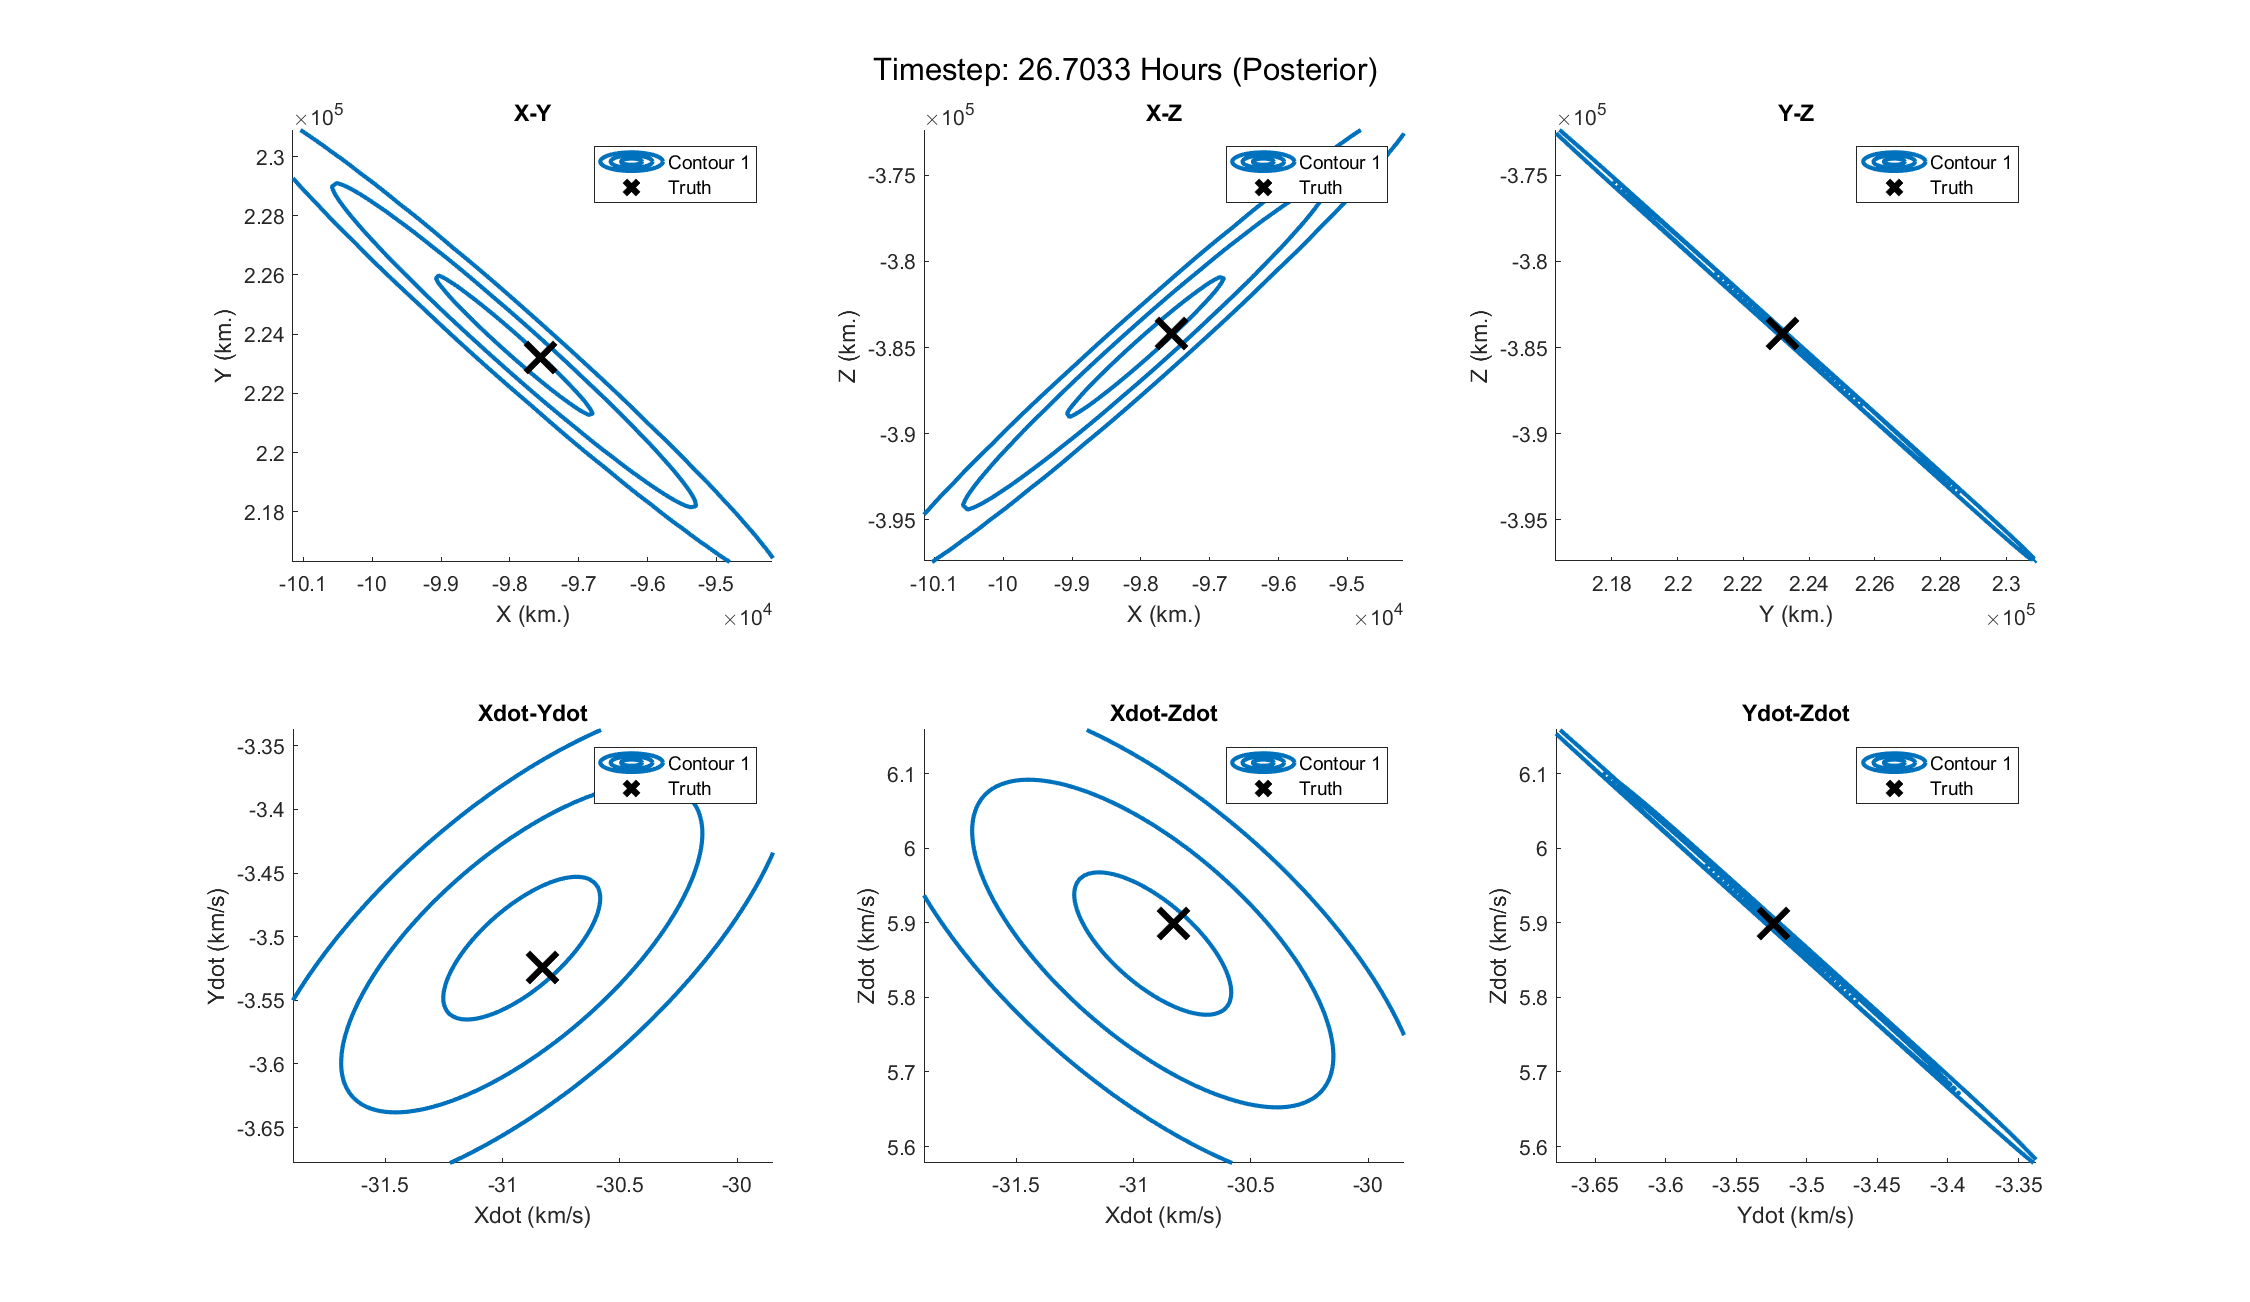 Timestep: 26.7033 Hours (Posterior)
X-Y
×10^5
2.3
2.28
2.26
2.24
2.22
2.2
2.18
Y (km.)
-10.1 -10 -9.9 -9.8 -9.7 -9.6 -9.5
X (km.)
×10^4
Contour 1
Truth
X-Z
×10^5
-3.75
-3.8
-3.85
-3.9
-3.95
Z (km.)
-10.1 -10 -9.9 -9.8 -9.7 -9.6 -9.5
X (km.)
×10^4
Contour 1
Truth
Y-Z
×10^5
-3.75
-3.8
-3.85
-3.9
-3.95
Z (km.)
2.18 2.2 2.22 2.24 2.26 2.28 2.3
Y (km.)
×10^5
Contour 1
Truth
Xdot-Ydot
-3.35
-3.4
-3.45
-3.5
-3.55
-3.6
-3.65
Ydot (km/s)
-31.5 -31 -30.5 -30
Xdot (km/s)
Contour 1
Truth
Xdot-Zdot
6.1
6
5.9
5.8
5.7
5.6
Zdot (km/s)
-31.5 -31 -30.5 -30
Xdot (km/s)
Contour 1
Truth
Ydot-Zdot
6.1
6
5.9
5.8
5.7
5.6
Zdot (km/s)
-3.65 -3.6 -3.55 -3.5 -3.45 -3.4 -3.35
Ydot (km/s)
Contour 1
Truth